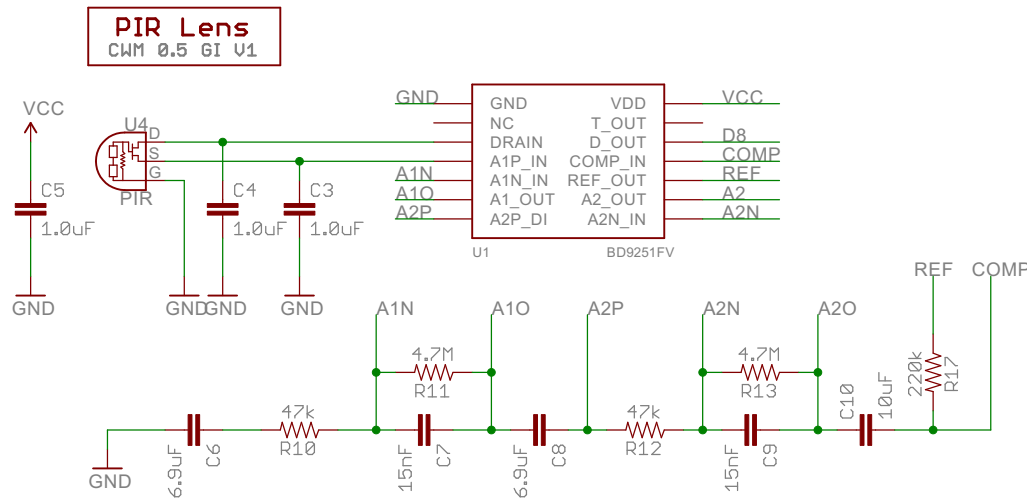 PIR Lens
CWM 0.5 GI V1
VCC
U4
D
S
G
PIR
C5
1.0uF
C4
1.0uF
C3
1.0uF
GND
GND
GND
GND
GND
A1N
A1O
A2P
GND
NC
DRAIN
A1P_IN
A1N_IN
A1_OUT
A2P_DI
VDD
T_OUT
D_OUT
COMP_IN
REF_OUT
A2_OUT
A2N_IN
VCC
D8
COMP
REF
A2
A2N
U1
BD9251FV
A1N
A1O
A2P
A2N
A2O
REF
COMP
4.7M
R11
4.7M
R13
220k
R17
C10
10uF
47k
R10
47k
R12
6.9uF
C6
15nF
C7
6.9uF
C8
15nF
C9
GND